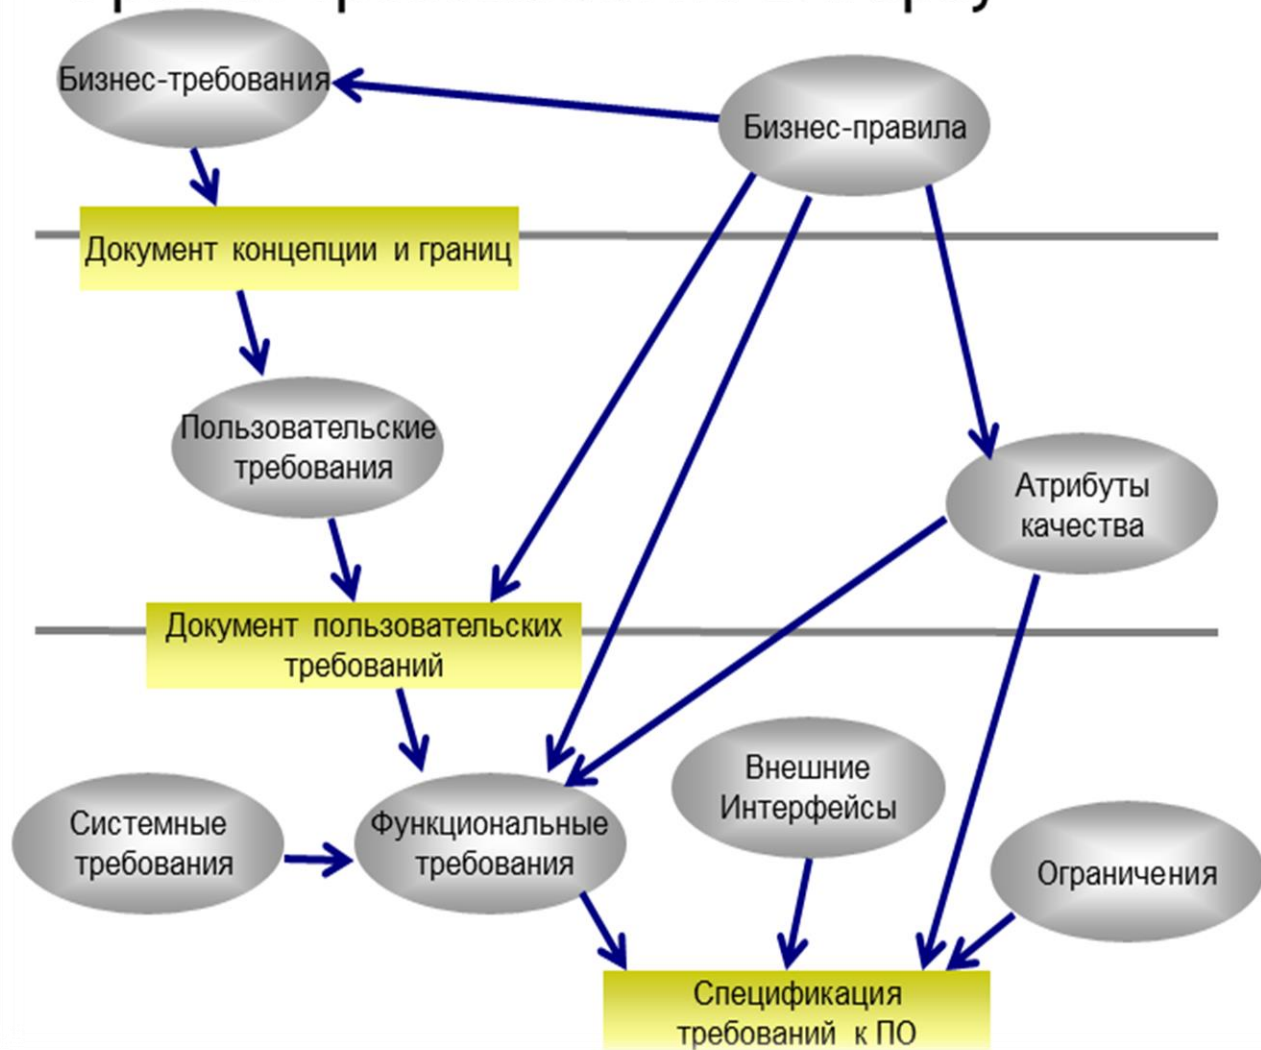 Бизнес-требования
Бизнес-правила
Документ концепции и границ
Пользовательские
требования
Атрибуты
качества
Документ пользовательских
требований
Внешние
Интерфейсы
Системные
требования
Функциональные
требования
Ограничения
Спецификация
требований к ПО